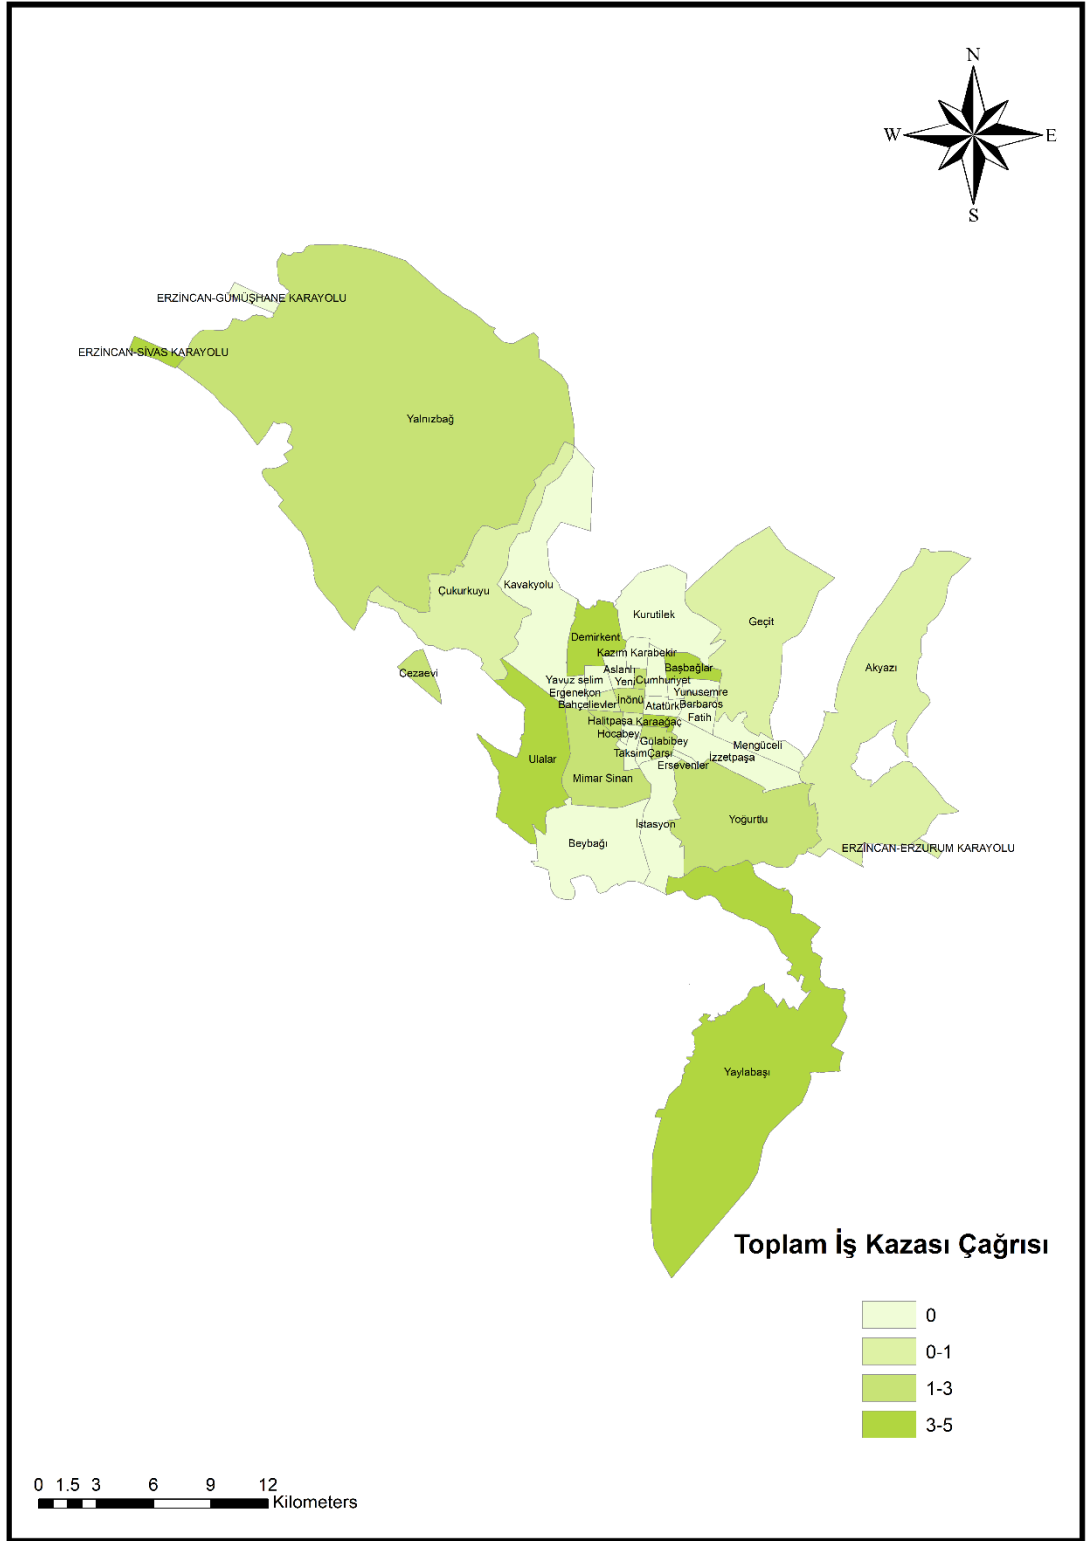 N
W
E
S
ERZİNCAN-GÜMÜŞHANE KARAYOLU
ERZİNCAN-SİVAS KARAYOLU
Yalnızbağ
Çukurkuyu
Kavakyolu
Kurutilek
Geçit
Demirkent
Kazım Karabekir
Akyazı
Cezaevi
Aslanlı
Başbağlar
Yavuz selim
Yeni
Cumhuriyet
Ergenekon
Yunusemre
Bahçelievler
İnönü
Atatürk
Barbaros
Fatih
Halitpaşa
Karaağaç
Hocabey
Gülabibey
Mengüceli
Ulalar
Taksim
Çarşı
İzzetpaşa
Ersevenler
Mimar Sinan
İstasyon
Yoğurtlu
Beybağı
ERZİNCAN-ERZURUM KARAYOLU
Yaylabaşı
Toplam İş Kazası Çağrısı
0
0-1
1-3
3-5
0 1.5 3 6 9 12
Kilometers